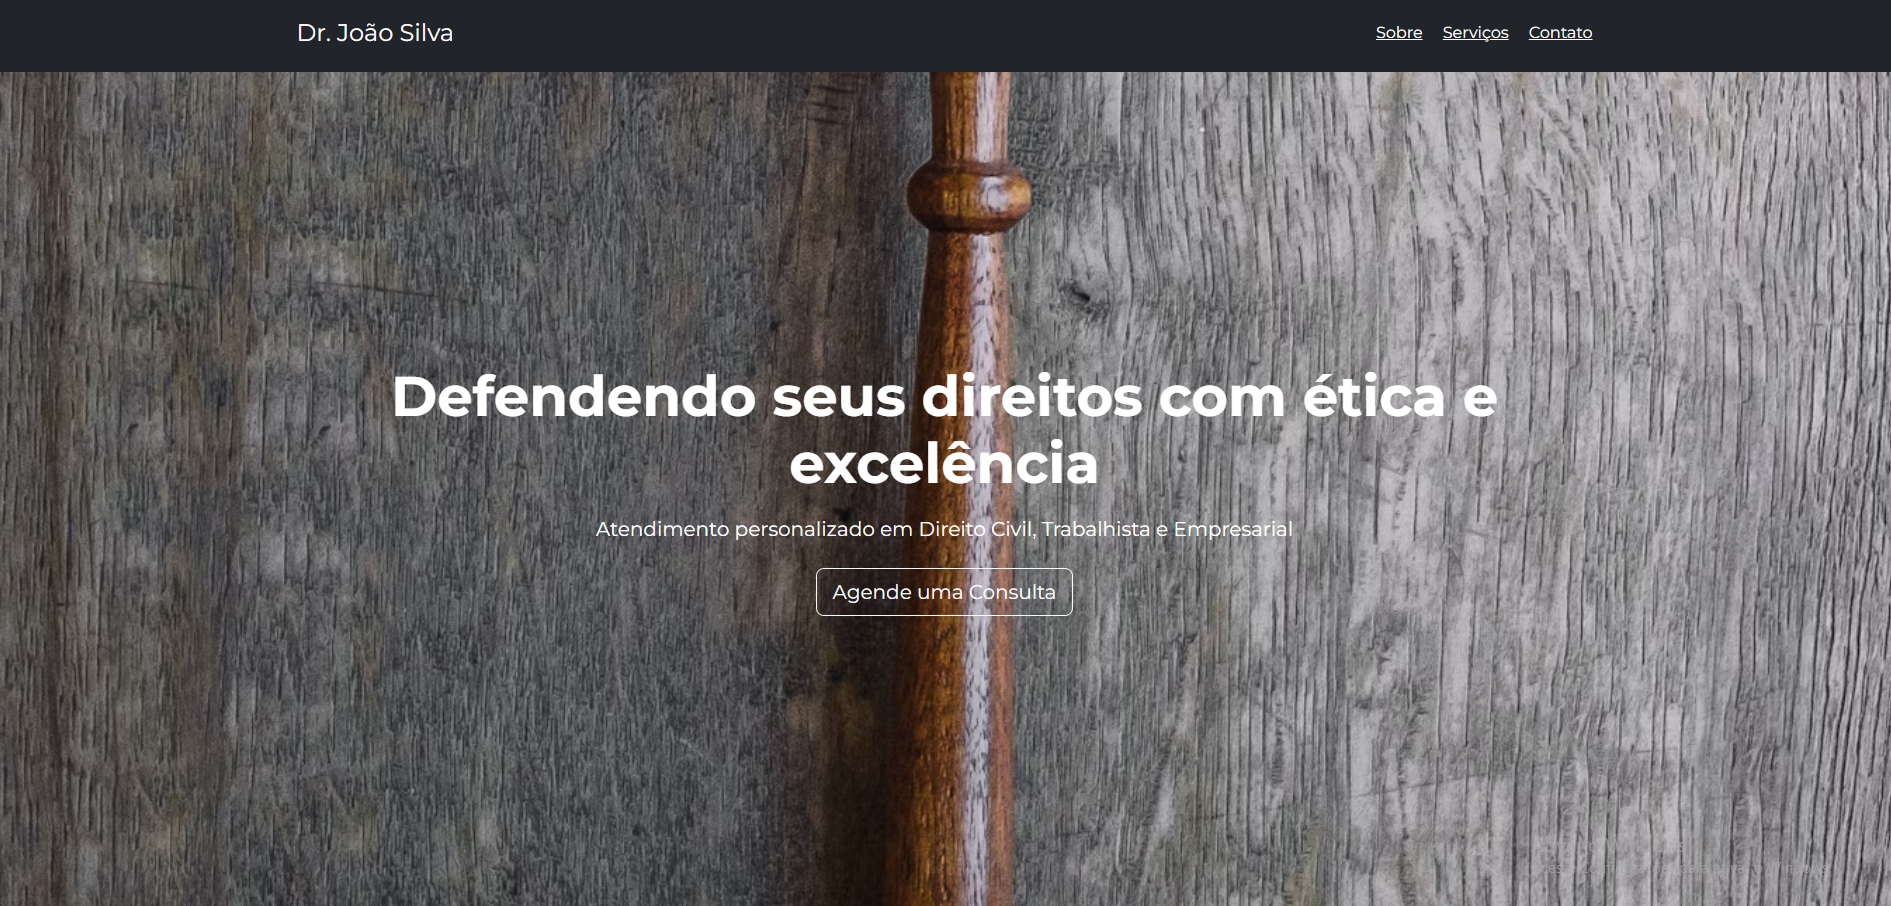 Dr. João Silva
Sobre Serviços Contato
Defendendo seus direitos com ética e
excelência
Atendimento personalizado em Direito Civil, Trabalhista e Empresarial
Agende uma Consulta